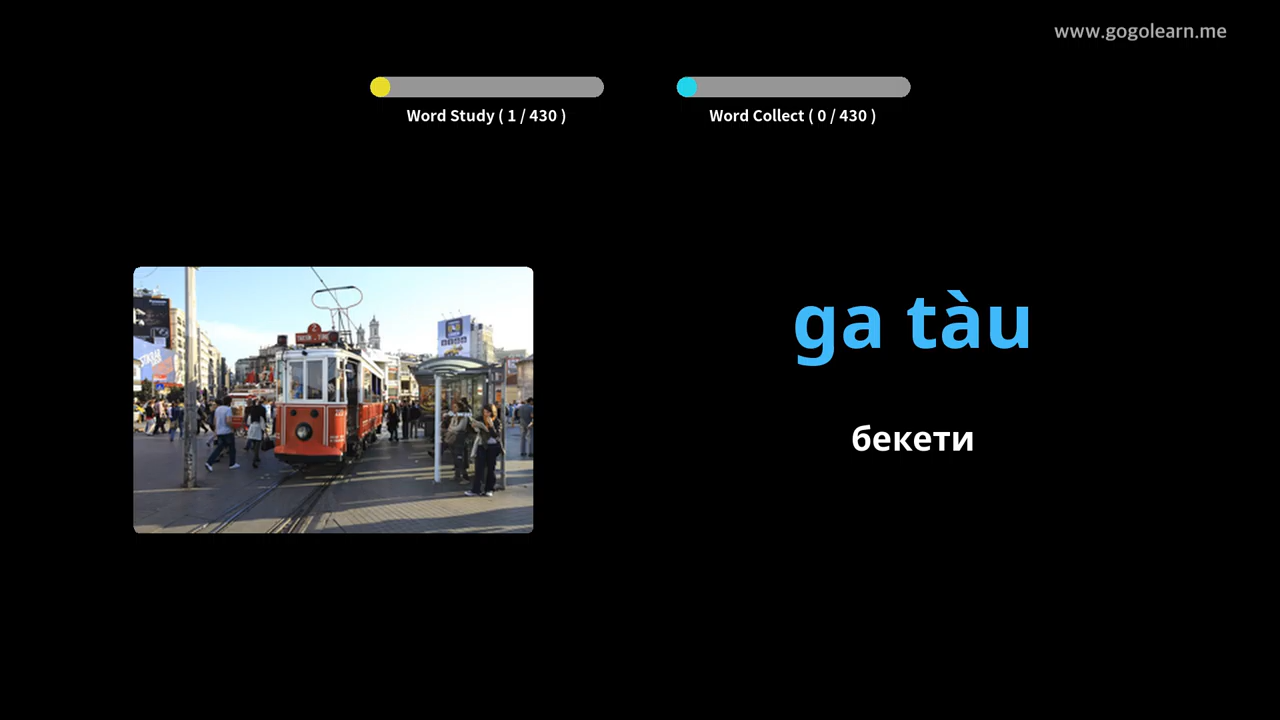 www.gogolearn.me
Word Study ( 1 / 430 )
Word Collect ( 0 / 430 )
ga tàu
бекети